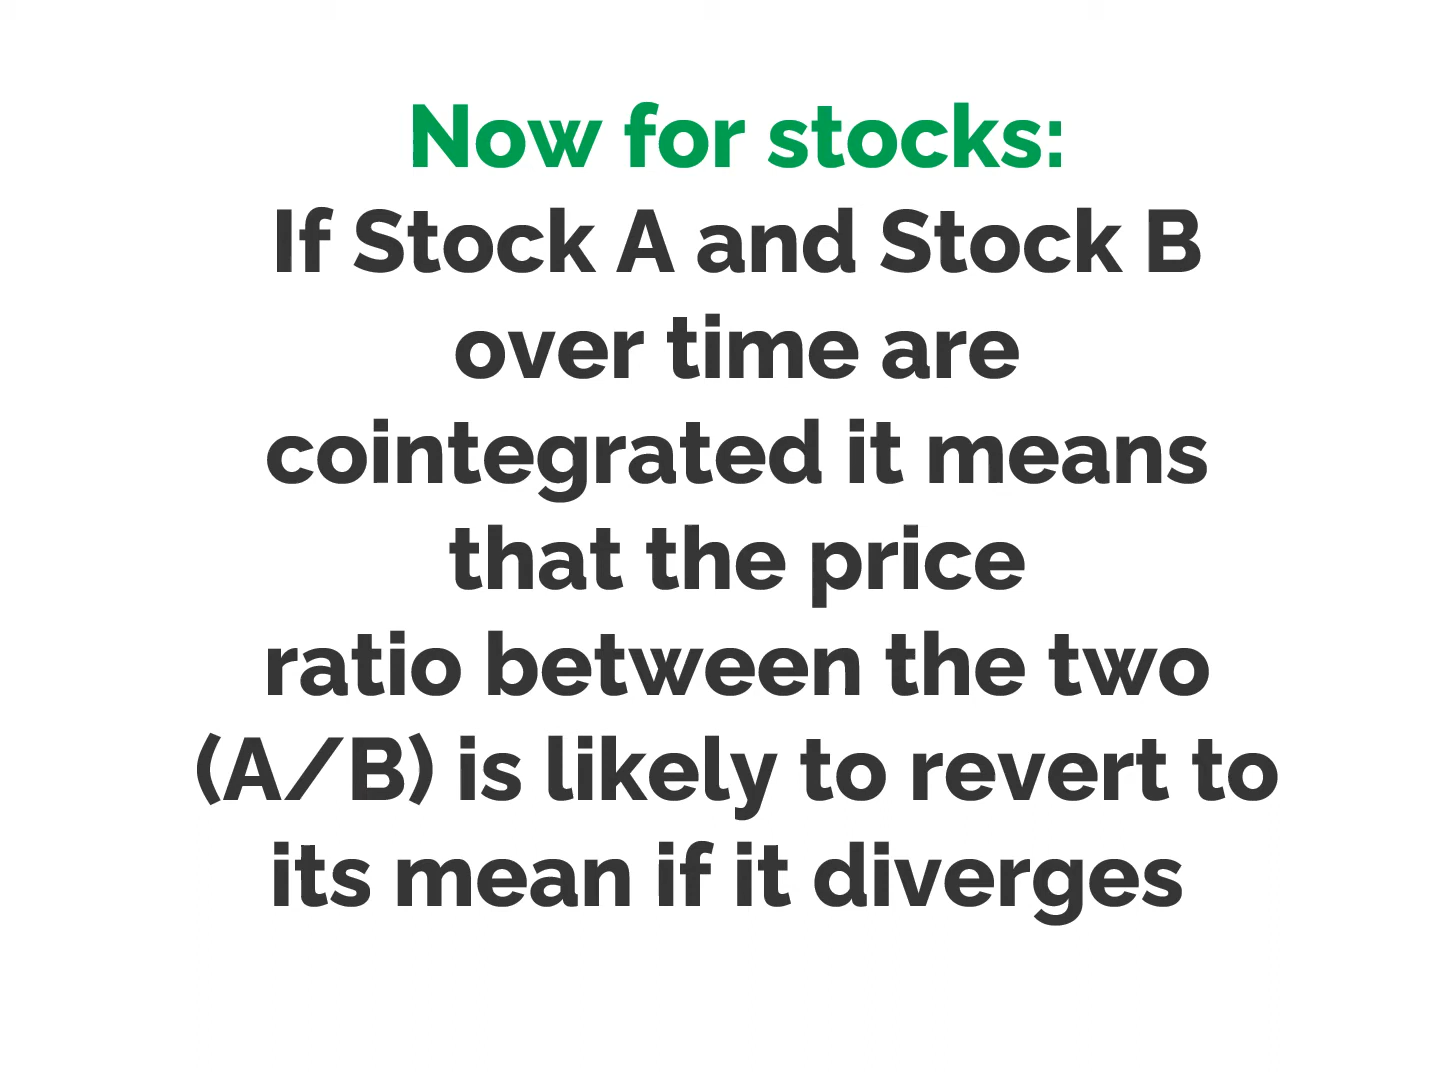 Now for stocks:
If Stock A and Stock B
over time are
cointegrated it means
that the price
ratio between the two
(A/B) is likely to revert to
its mean if it diverges